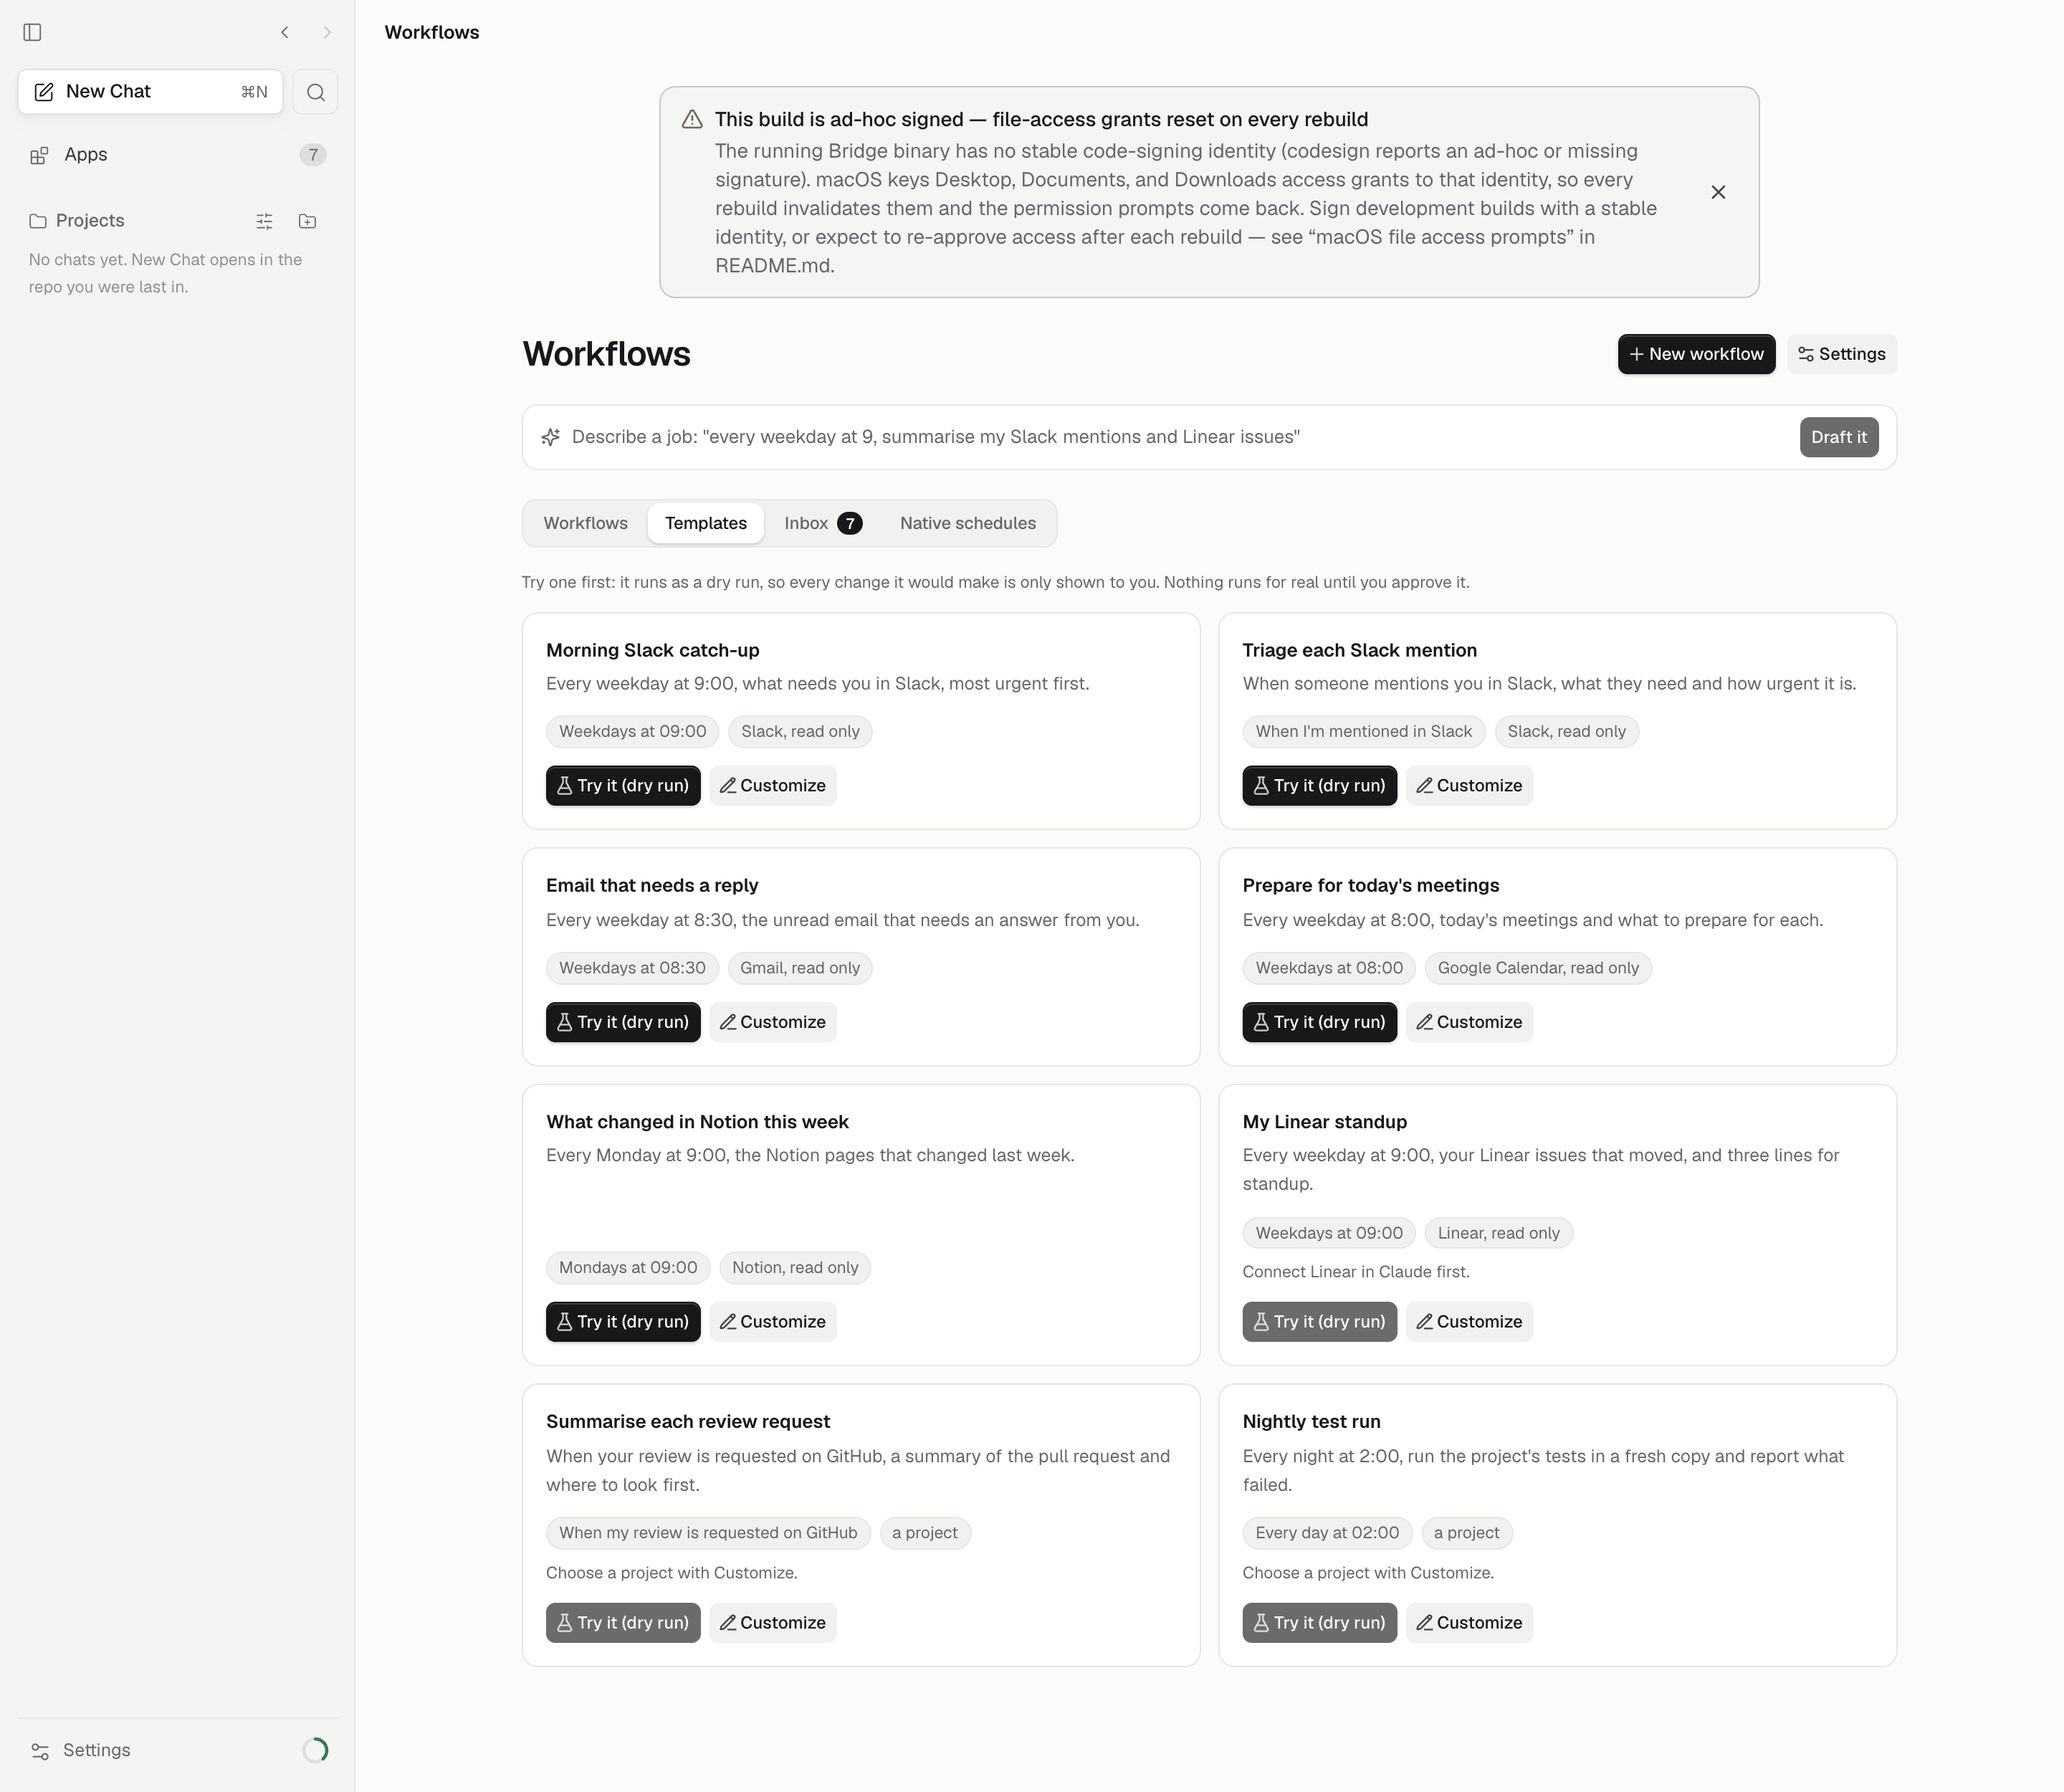 Workflows
New Chat ⌘N
Apps 7
Projects
No chats yet. New Chat opens in the
repo you were last in.
This build is ad-hoc signed — file-access grants reset on every rebuild
The running Bridge binary has no stable code-signing identity (codesign reports an ad-hoc or missing
signature). macOS keys Desktop, Documents, and Downloads access grants to that identity, so every
rebuild invalidates them and the permission prompts come back. Sign development builds with a stable
identity, or expect to re-approve access after each rebuild — see “macOS file access prompts” in
README.md.
Workflows
New workflow
Settings
Describe a job: "every weekday at 9, summarise my Slack mentions and Linear issues"
Draft it
Workflows Templates Inbox 7 Native schedules
Try one first: it runs as a dry run, so every change it would make is only shown to you. Nothing runs for real until you approve it.
Morning Slack catch-up
Every weekday at 9:00, what needs you in Slack, most urgent first.
Weekdays at 09:00 Slack, read only
Try it (dry run) Customize
Triage each Slack mention
When someone mentions you in Slack, what they need and how urgent it is.
When I'm mentioned in Slack Slack, read only
Try it (dry run) Customize
Email that needs a reply
Every weekday at 8:30, the unread email that needs an answer from you.
Weekdays at 08:30 Gmail, read only
Try it (dry run) Customize
Prepare for today's meetings
Every weekday at 8:00, today's meetings and what to prepare for each.
Weekdays at 08:00 Google Calendar, read only
Try it (dry run) Customize
What changed in Notion this week
Every Monday at 9:00, the Notion pages that changed last week.
Mondays at 09:00 Notion, read only
Try it (dry run) Customize
My Linear standup
Every weekday at 9:00, your Linear issues that moved, and three lines for
standup.
Weekdays at 09:00 Linear, read only
Connect Linear in Claude first.
Try it (dry run) Customize
Summarise each review request
When your review is requested on GitHub, a summary of the pull request and
where to look first.
When my review is requested on GitHub a project
Choose a project with Customize.
Try it (dry run) Customize
Nightly test run
Every night at 2:00, run the project's tests in a fresh copy and report what
failed.
Every day at 02:00 a project
Choose a project with Customize.
Try it (dry run) Customize
Settings